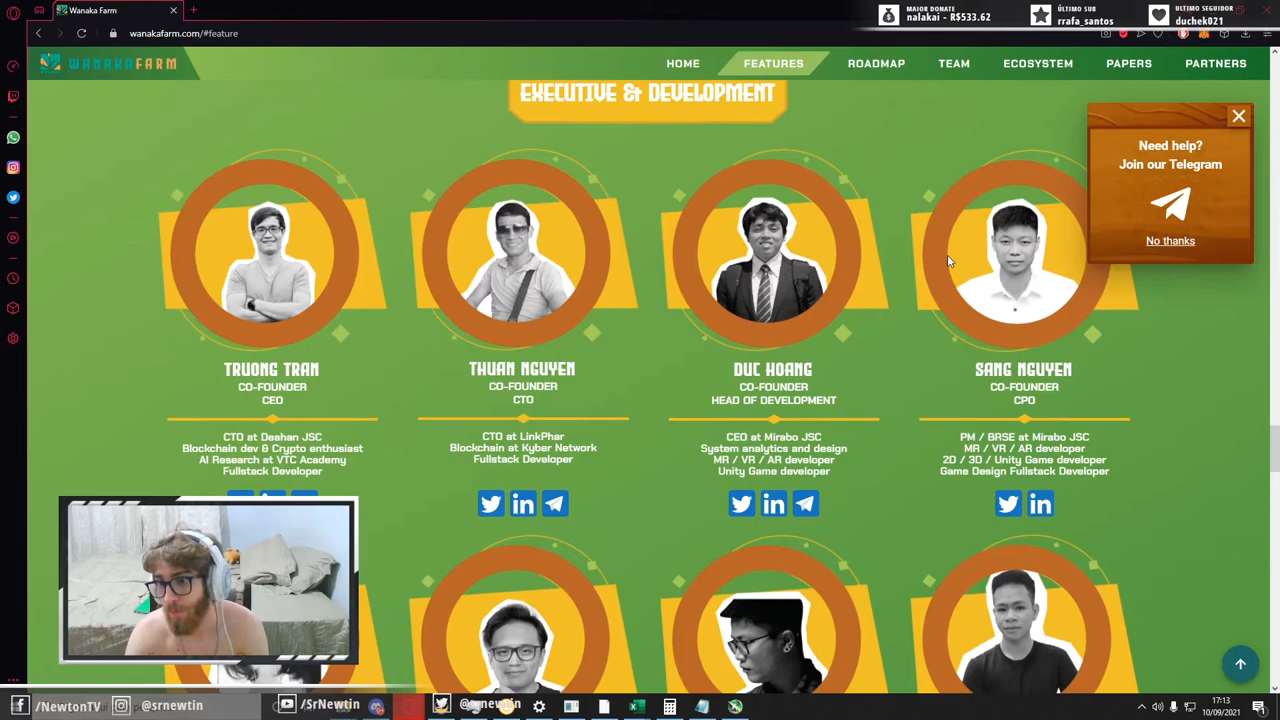 Wanaka Farm
MAIOR DONATE
nalakai - R$533.62
ÚLTIMO SUB
rrafa_santos
ULTIMO SEGUIDOR
duchek021
wanakafarm.com/#feature
WANAKAFARM
HOME
FEATURES
ROADMAP
TEAM
ECOSYSTEM
PAPERS
PARTNERS
EXECUTIVE & DEVELOPMENT
Need help?
Join our Telegram
No thanks
TRUONG TRAN
CO-FOUNDER
CEO
CTO at Deahan JSC
Blockchain dev & Crypto enthusiast
AI Research at VTC Academy
Fullstack Developer
THUAN NGUYEN
CO-FOUNDER
CTO
CTO at LinkPhar
Blockchain at Kyber Network
Fullstack Developer
DUC HOANG
CO-FOUNDER
HEAD OF DEVELOPMENT
CEO at Mirabo JSC
System analytics and design
MR / VR / AR developer
Unity Game developer
SANG NGUYEN
CO-FOUNDER
CPO
PM / BRSE at Mirabo JSC
MR / VR / AR developer
2D / 3D / Unity Game developer
Game Design Fullstack Developer
/NewtonTV
@srnewtin
/SrNewtin
@srnewtin
17:13
10/09/2021